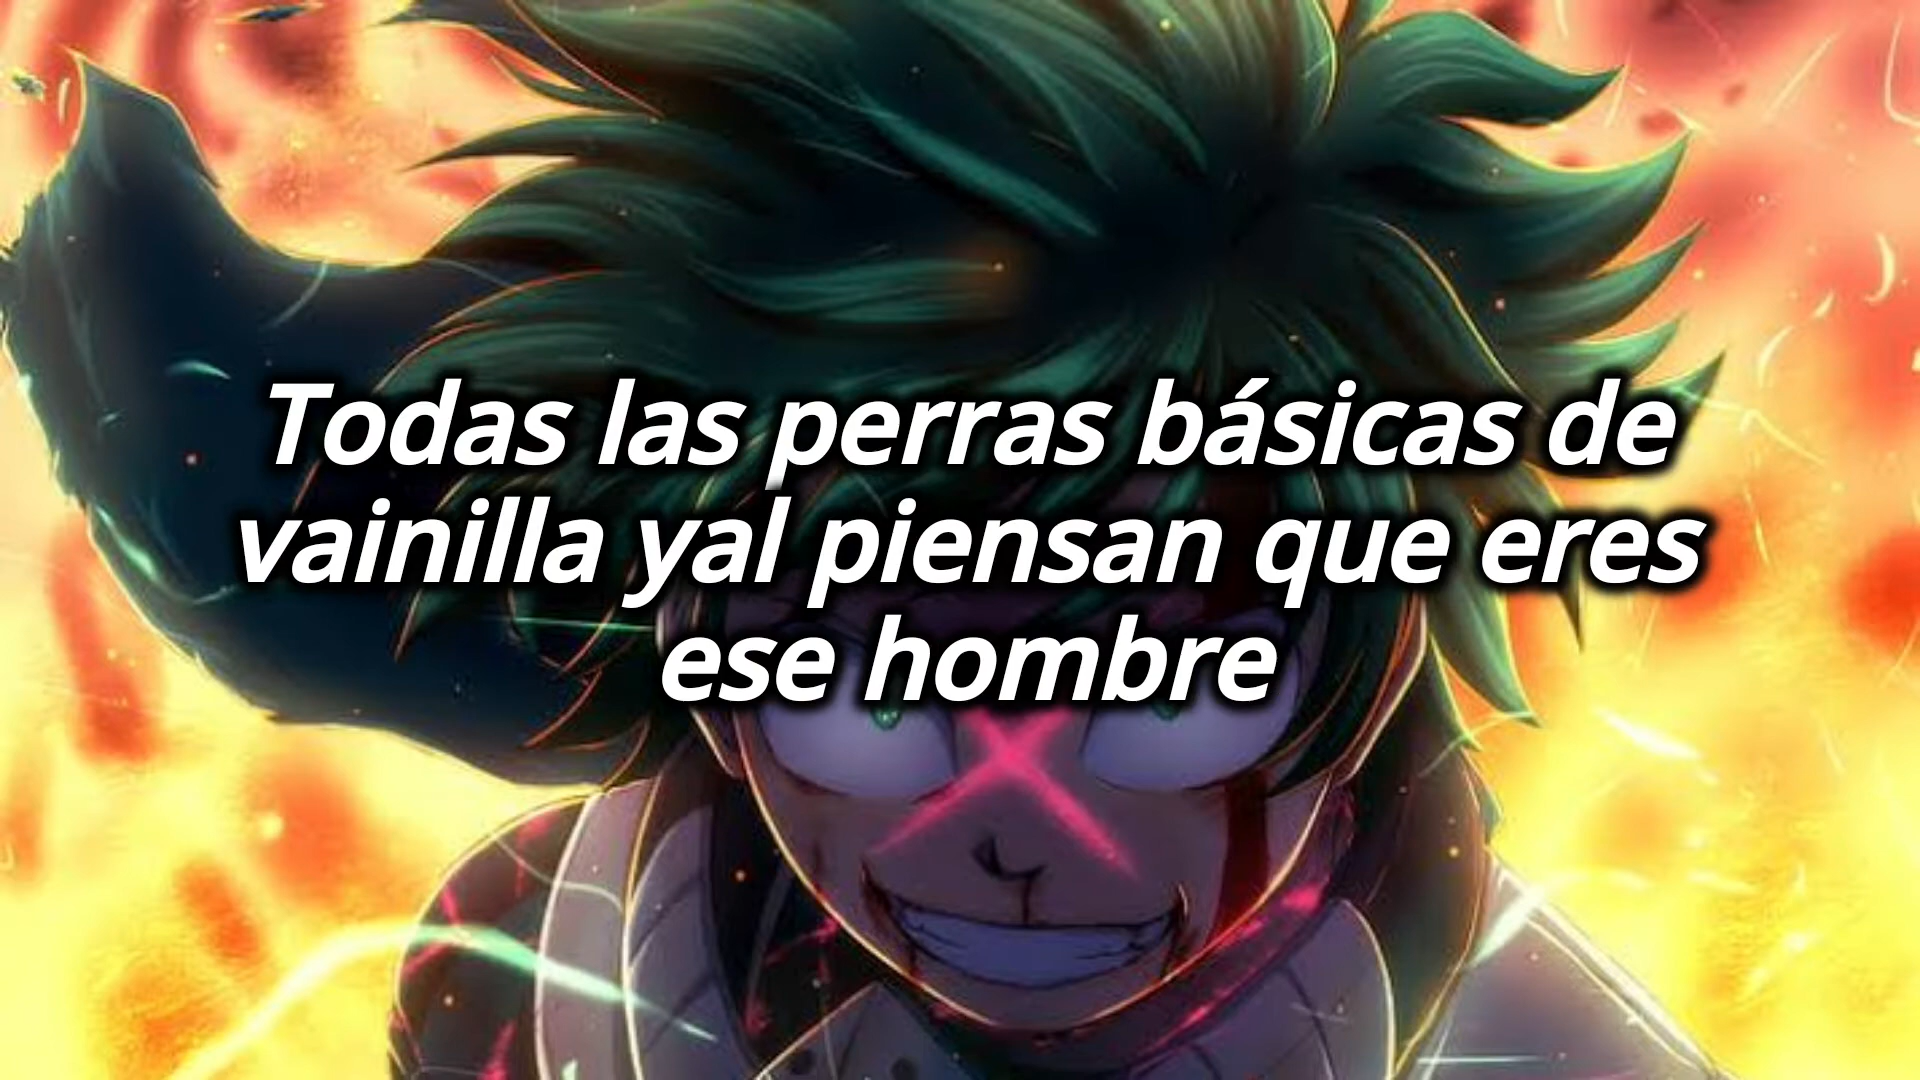 Todas las perras básicas de
vainilla yal piensan que eres
ese hombre